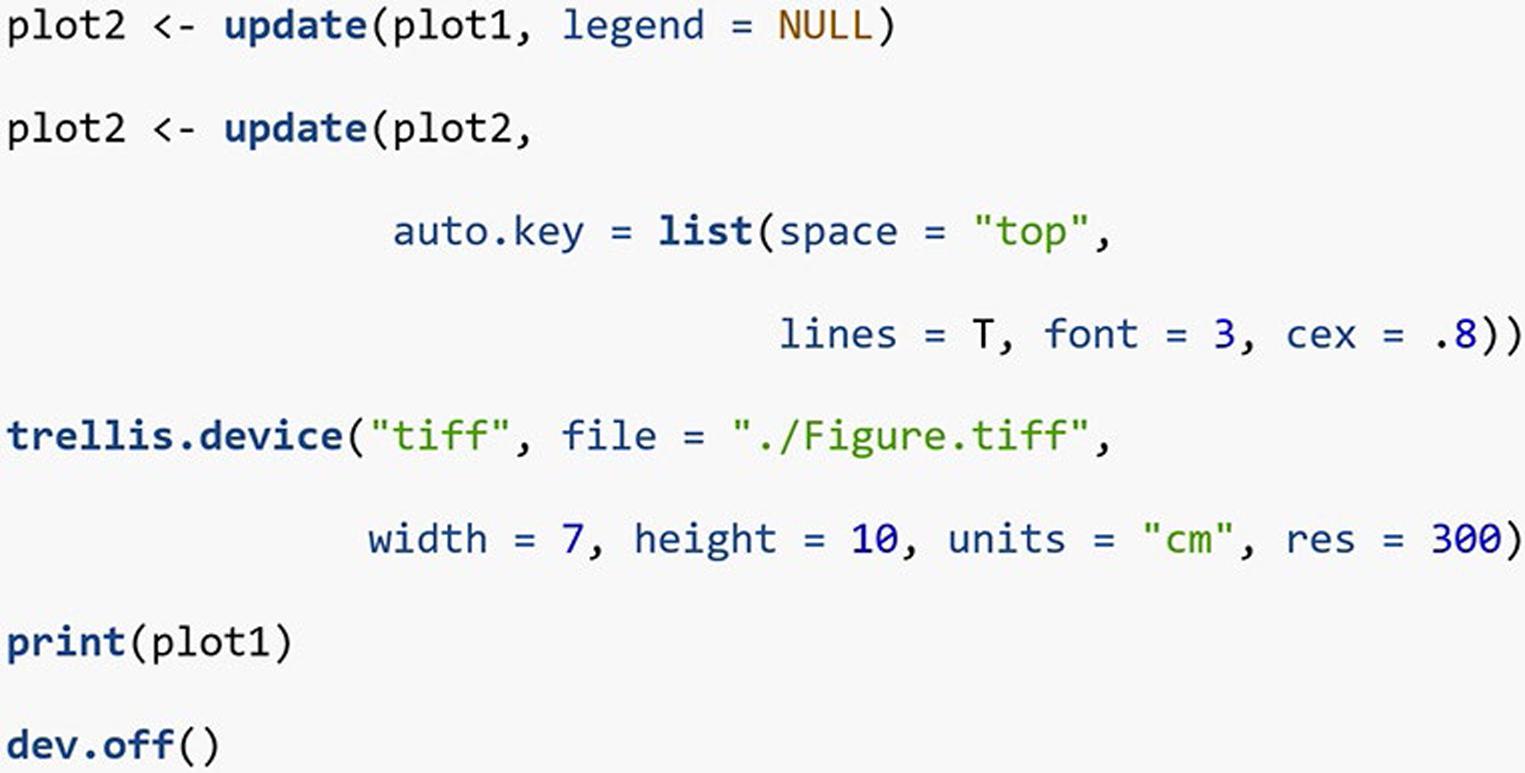 plot2 <- update(plot1, legend = NULL)
plot2 <- update(plot2,
auto.key = list(space = "top",
lines = T, font = 3, cex = .8))
trellis.device("tiff", file = "./Figure.tiff",
width = 7, height = 10, units = "cm", res = 300)
print(plot1)
dev.off()